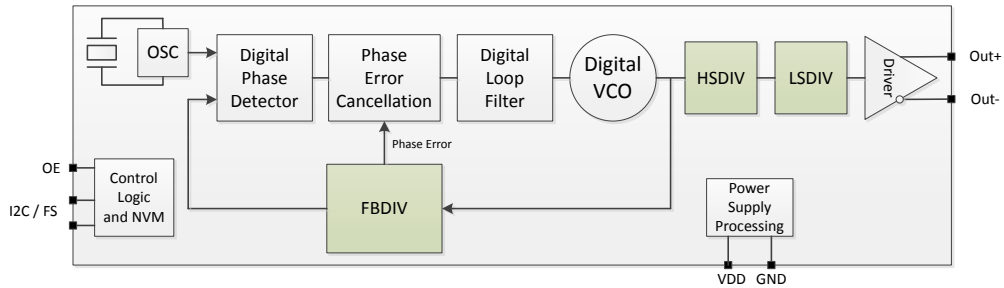 OSC
Digital
Phase
Detector
Phase
Error
Cancellation
Digital
Loop
Filter
Digital
VCO
HSDIV
LSDIV
Driver
Out+
Out-
Phase Error
OE
I2C / FS
Control
Logic
and NVM
FBDIV
Power
Supply
Processing
VDD GND